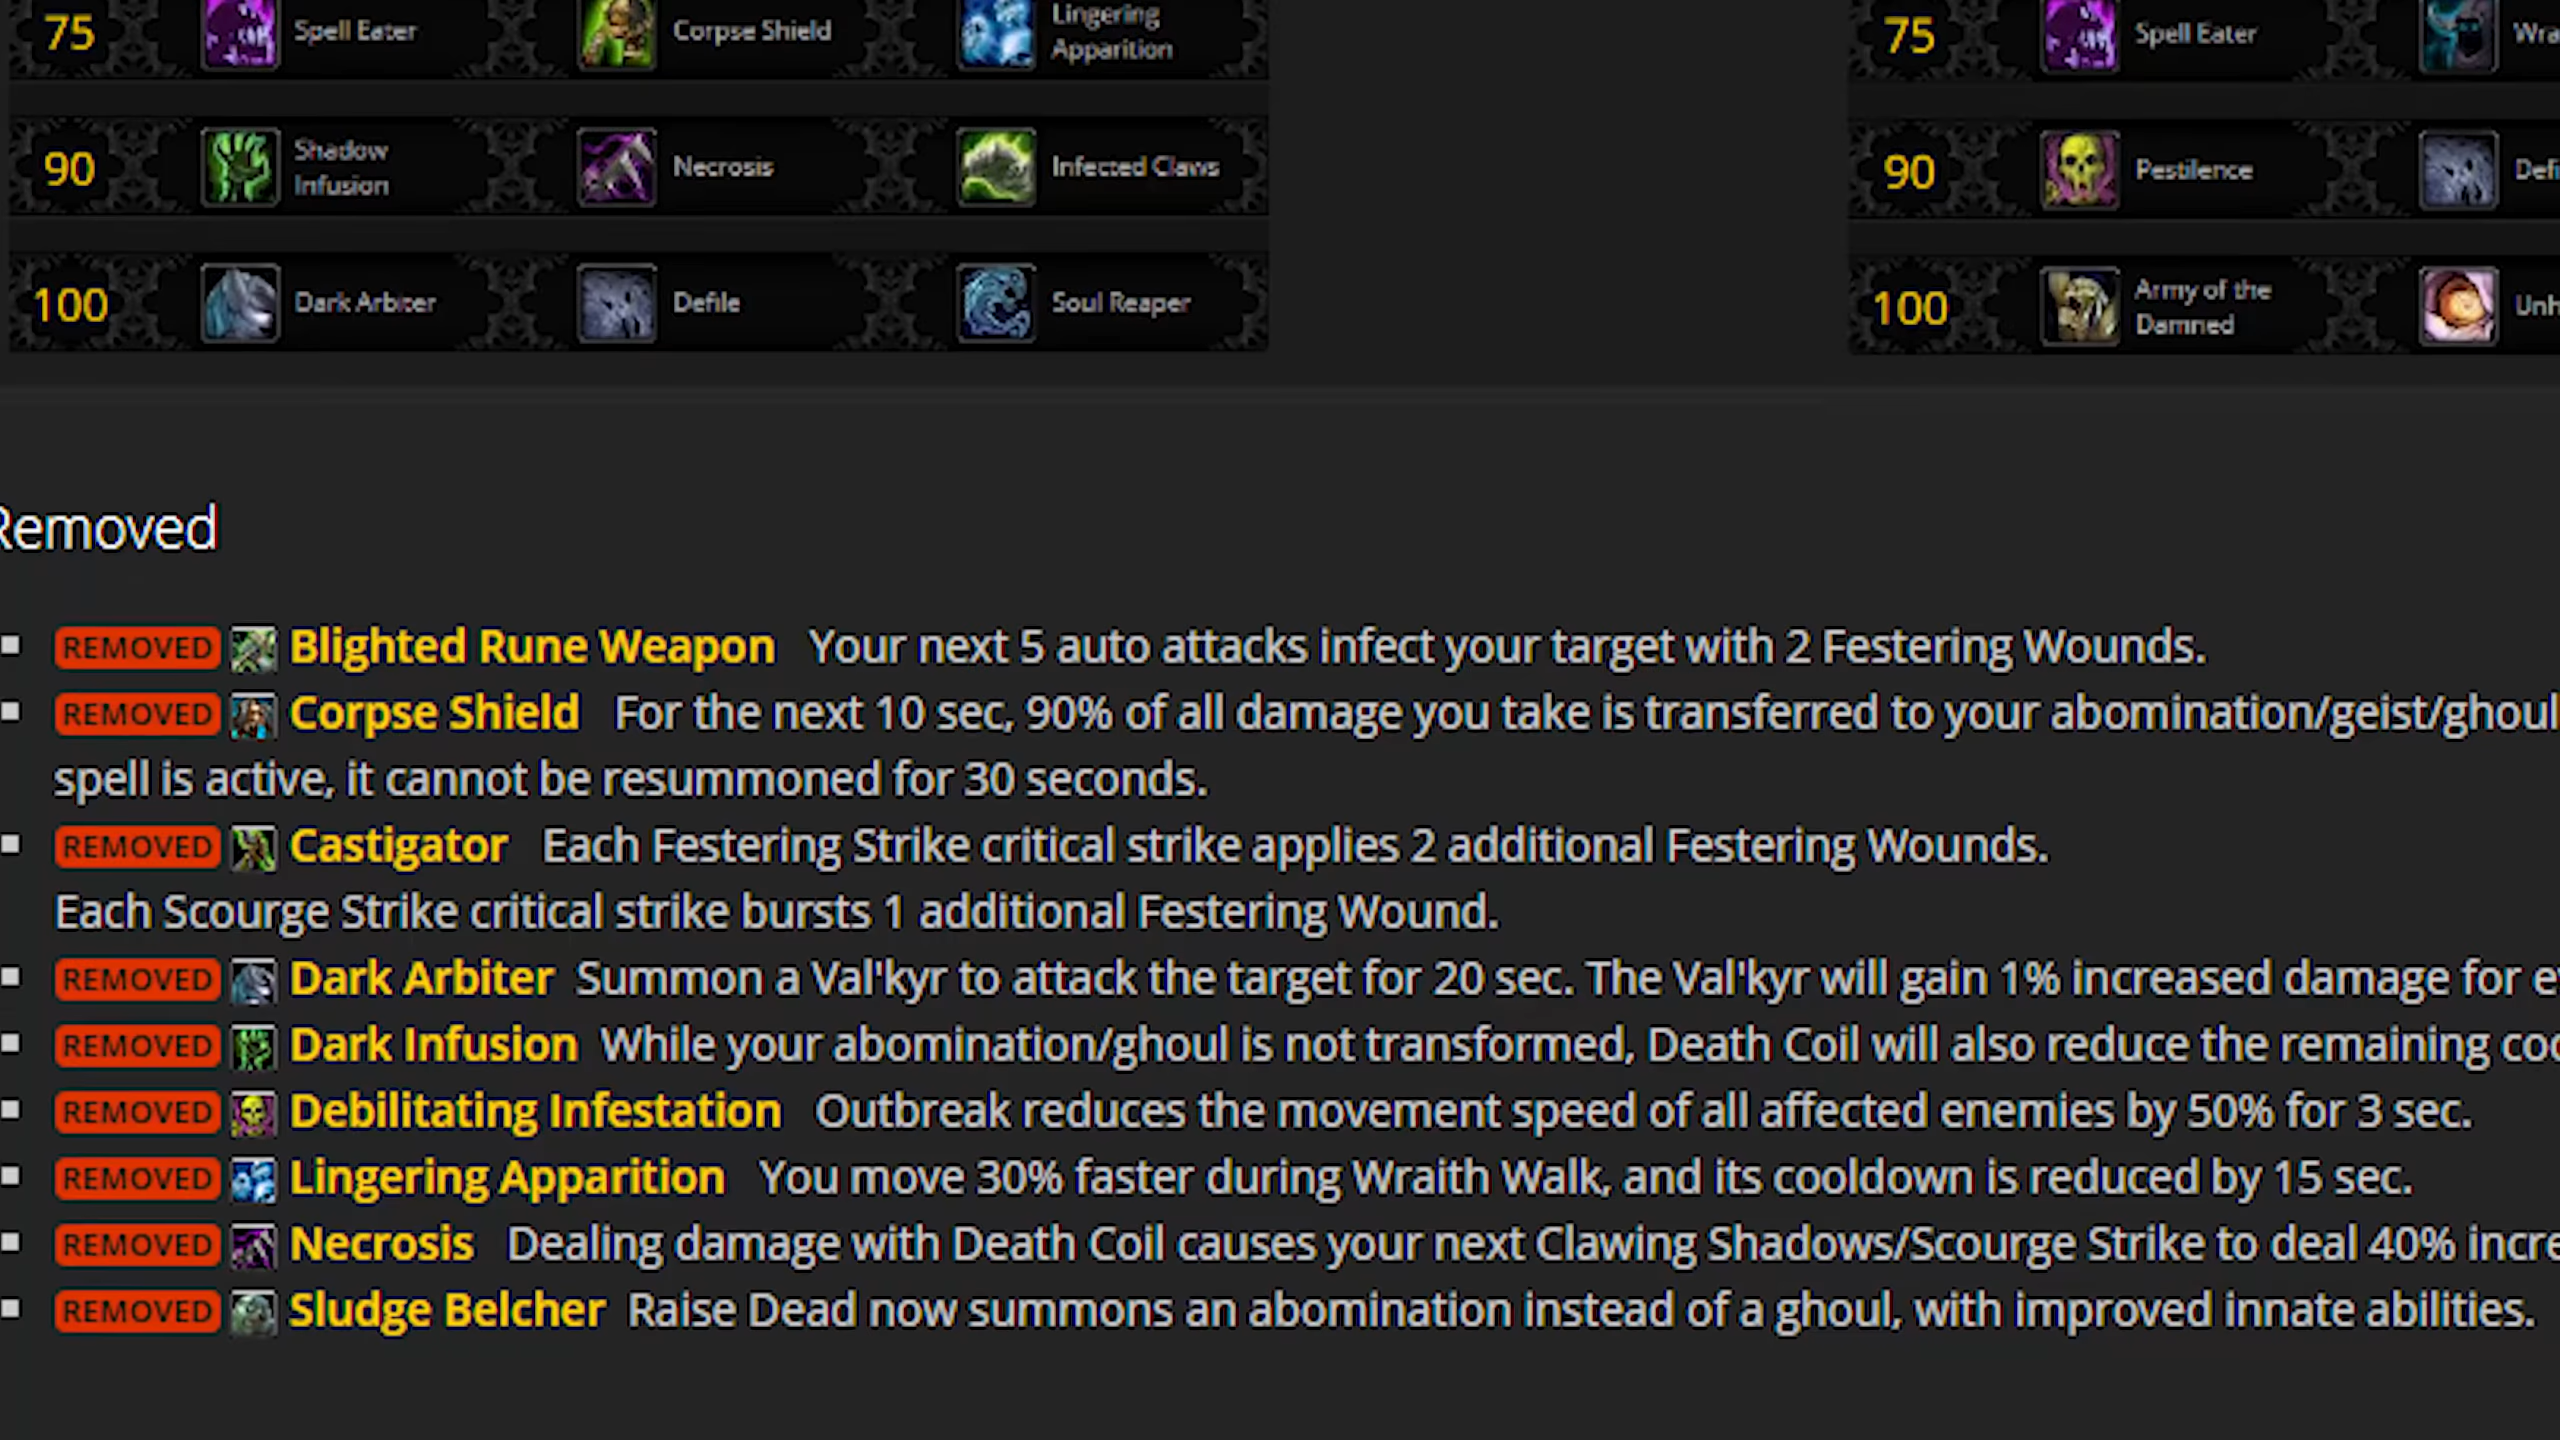 75 Spell Eater Corpse Shield Lingering Apparition 75 Spell Eater
90 Shadow Infusion Necrosis Infected Claws 90 Pestilence
100 Dark Arbiter Defile Soul Reaper 100 Army of the Damned
Removed
REMOVED Blighted Rune Weapon Your next 5 auto attacks infect your target with 2 Festering Wounds.
REMOVED Corpse Shield For the next 10 sec, 90% of all damage you take is transferred to your abomination/geist/ghoul
spell is active, it cannot be resummoned for 30 seconds.
REMOVED Castigator Each Festering Strike critical strike applies 2 additional Festering Wounds.
Each Scourge Strike critical strike bursts 1 additional Festering Wound.
REMOVED Dark Arbiter Summon a Val'kyr to attack the target for 20 sec. The Val'kyr will gain 1% increased damage for
REMOVED Dark Infusion While your abomination/ghoul is not transformed, Death Coil will also reduce the remaining
REMOVED Debilitating Infestation Outbreak reduces the movement speed of all affected enemies by 50% for 3 sec.
REMOVED Lingering Apparition You move 30% faster during Wraith Walk, and its cooldown is reduced by 15 sec.
REMOVED Necrosis Dealing damage with Death Coil causes your next Clawing Shadows/Scourge Strike to deal 40%
REMOVED Sludge Belcher Raise Dead now summons an abomination instead of a ghoul, with improved innate abilities.